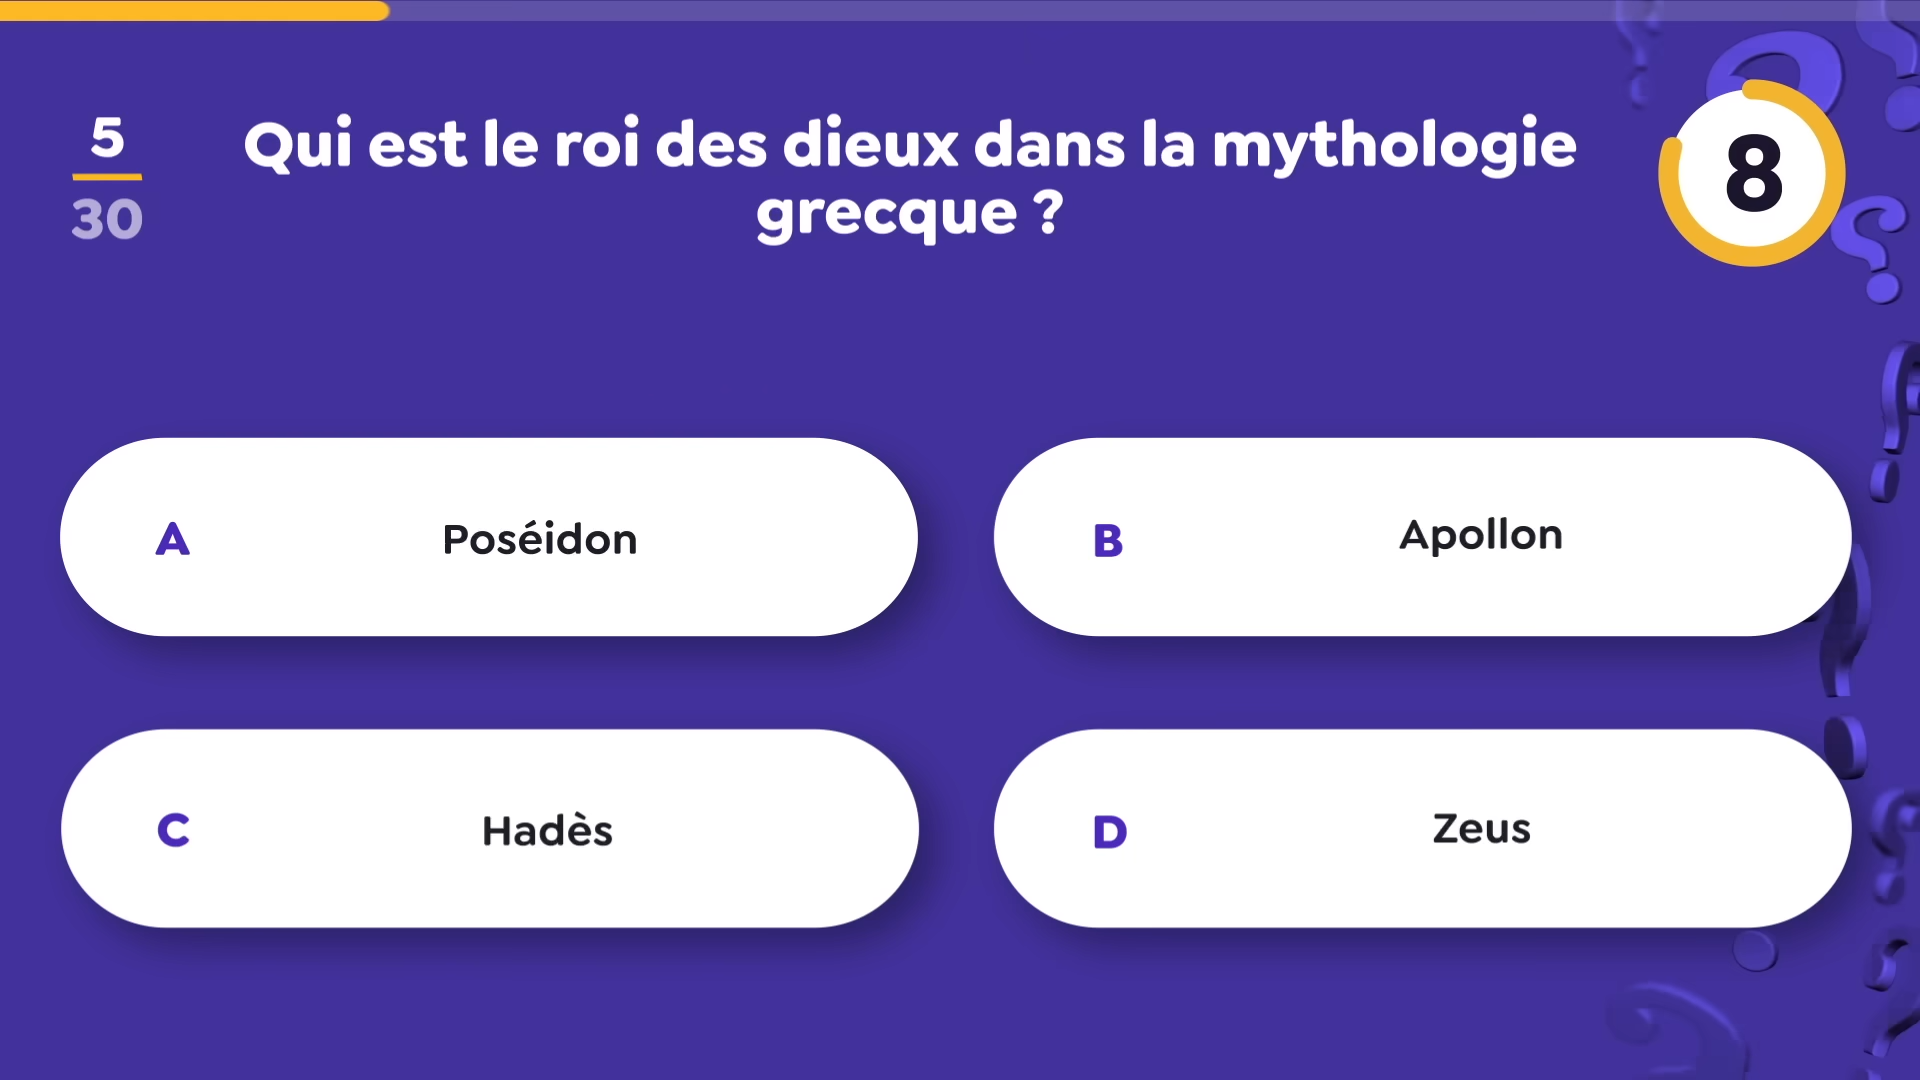 5
30
Qui est le roi des dieux dans la mythologie
grecque ?
8
A Poséidon
B Apollon
C Hadès
D Zeus